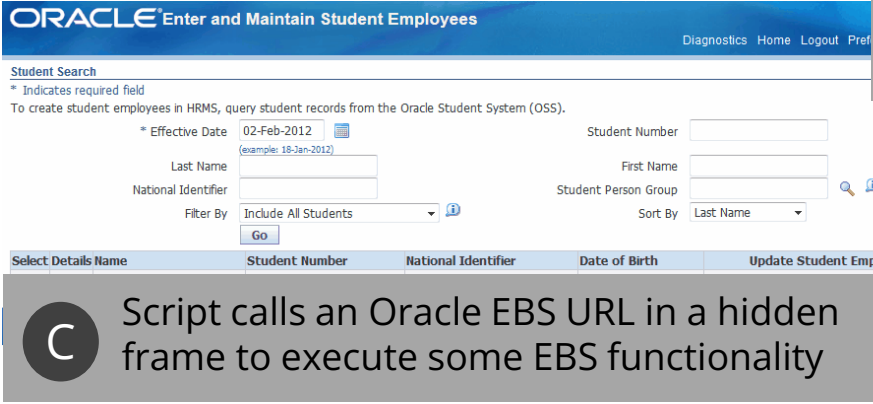 ORACLE® Enter and Maintain Student Employees
Diagnostics Home Logout
Student Search
* Indicates required field
To create student employees in HRMS, query student records from the Oracle Student System (OSS).
* Effective Date 02-Feb-2012 Student Number
(example: 18-Jan-2012)
Last Name First Name
National Identifier Student Person Group
Filter By Include All Students Sort By Last Name
Go
Select Details Name Student Number National Identifier Date of Birth Update Student
C
Script calls an Oracle EBS URL in a hidden
frame to execute some EBS functionality